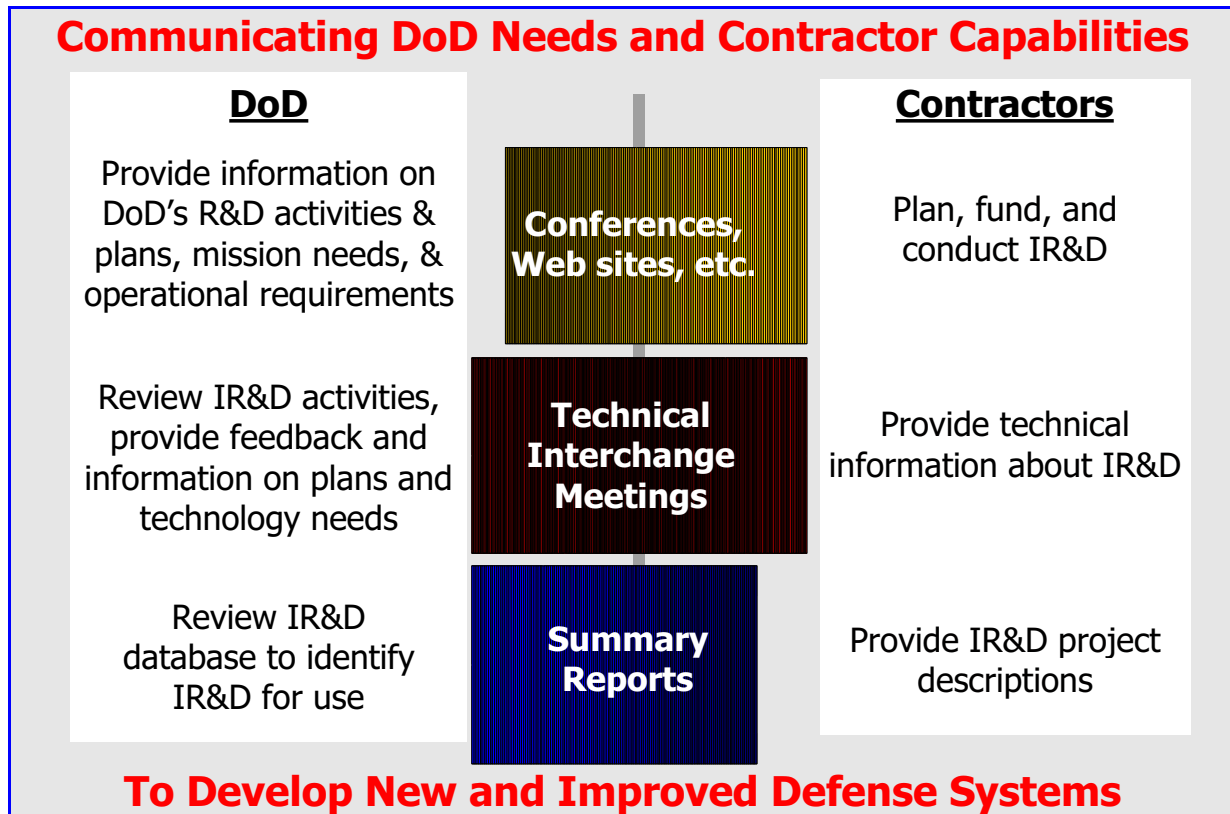 Communicating DoD Needs and Contractor Capabilities
DoD
Provide information on
DoD's R&D activities &
plans, mission needs, &
operational requirements
Review IR&D activities,
provide feedback and
information on plans and
technology needs
Review IR&D
database to identify
IR&D for use
Conferences,
Web sites, etc.
Technical
Interchange
Meetings
Summary
Reports
Contractors
Plan, fund, and
conduct IR&D
Provide technical
information about IR&D
Provide IR&D project
descriptions
To Develop New and Improved Defense Systems